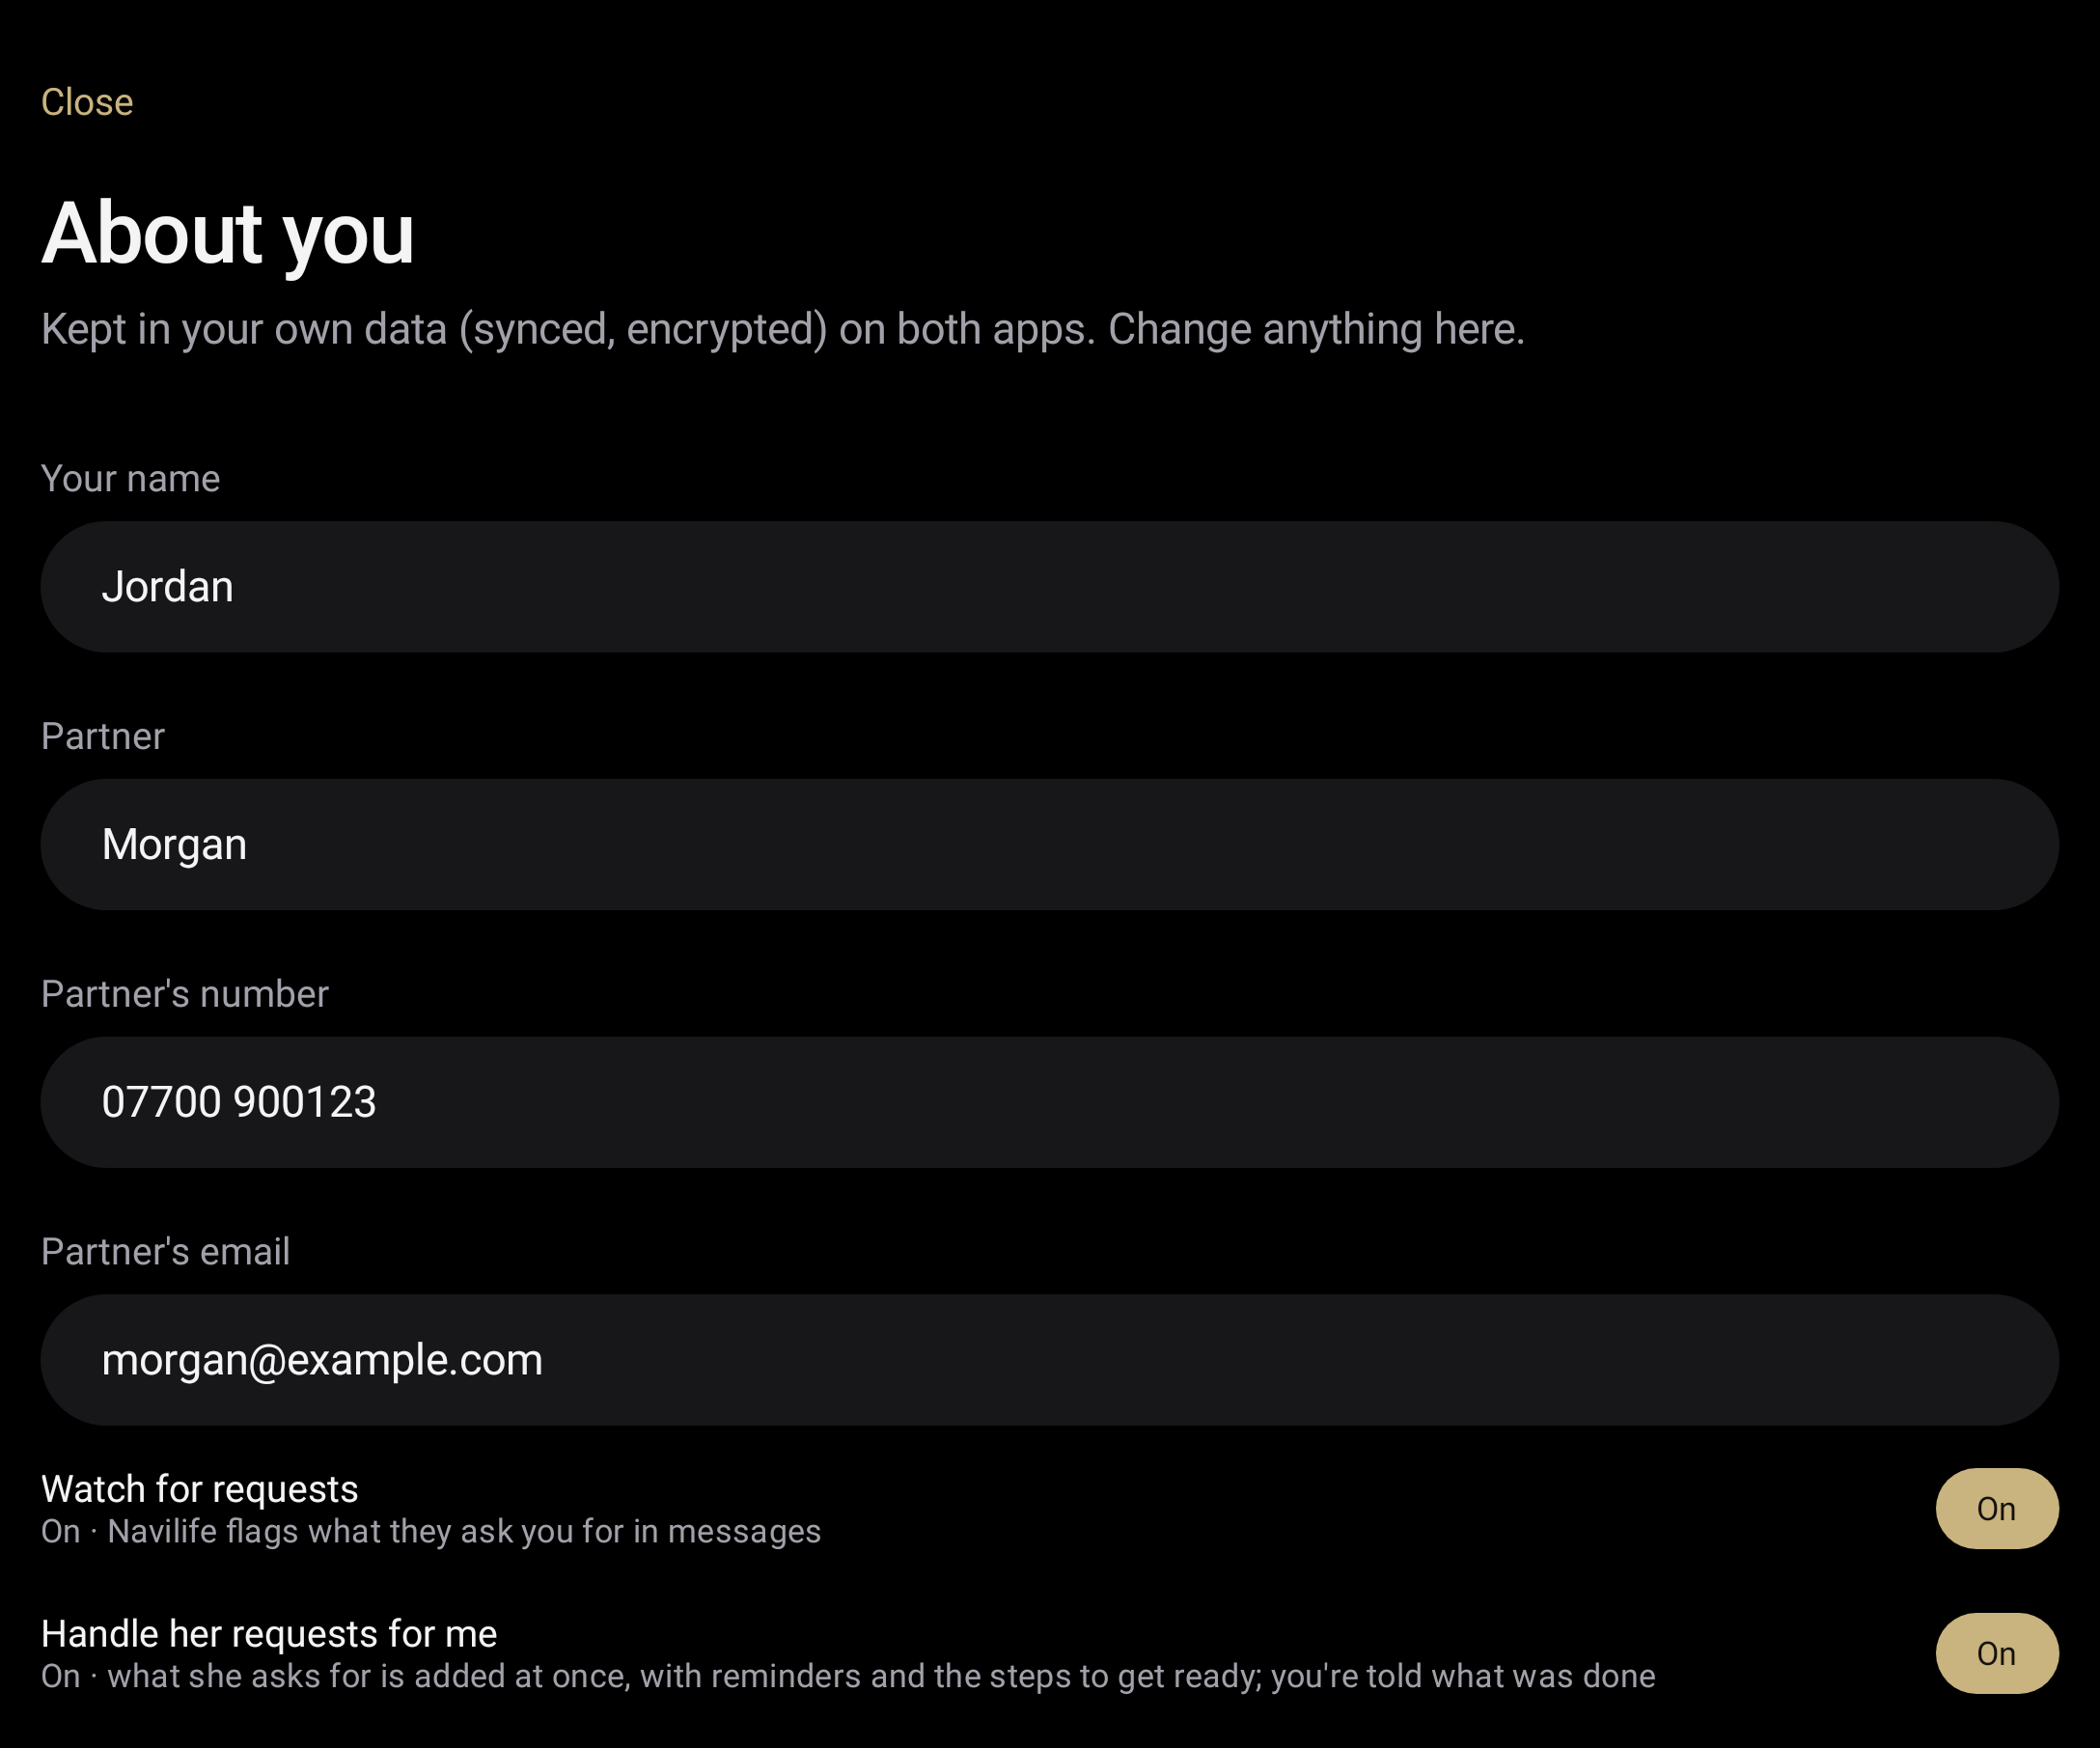 Close
About you
Kept in your own data (synced, encrypted) on both apps. Change anything here.
Your name
Jordan
Partner
Morgan
Partner's number
07700 900123
Partner's email
morgan@example.com
Watch for requests
On · Navilife flags what they ask you for in messages
On
Handle her requests for me
On · what she asks for is added at once, with reminders and the steps to get ready; you're told what was done
On